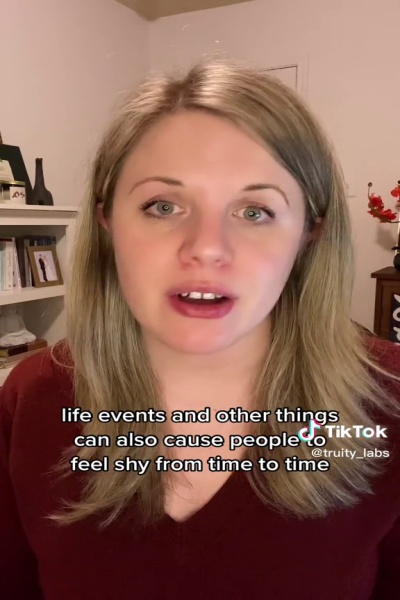 life events and other things
can also cause people to
feel shy from time to time
TikTok
@truity_labs